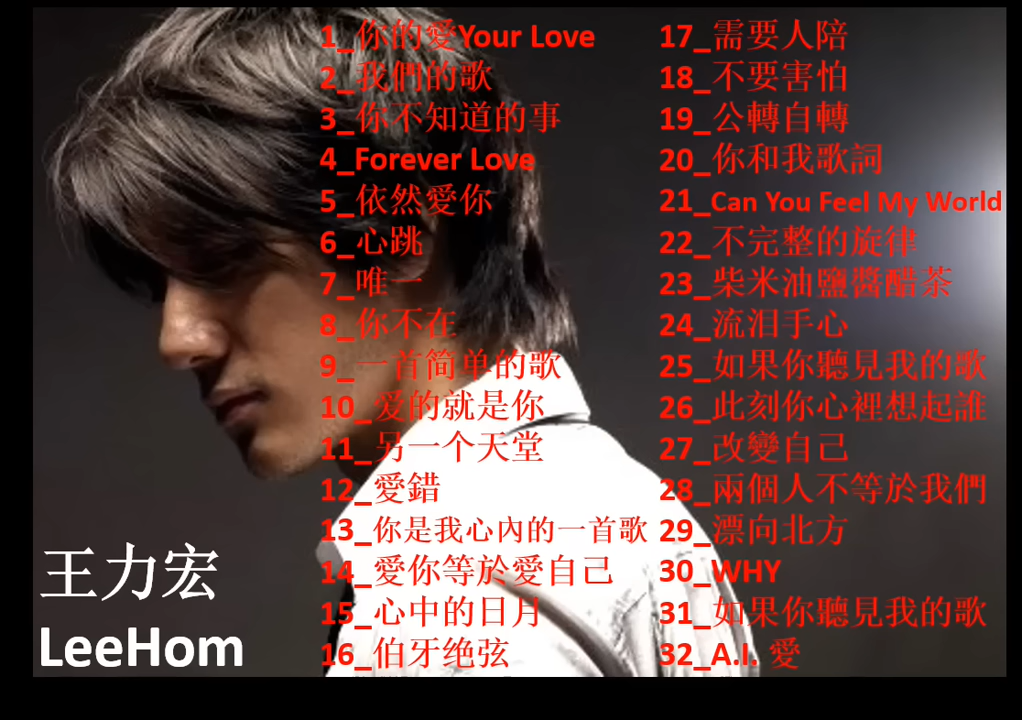 1_你的愛Your Love
2_我們的歌
3_你不知道的事
4_Forever Love
5_依然愛你
6_心跳
7_唯一
8_你不在
9_一首简单的歌
10_爱的就是你
11_另一个天堂
12_愛錯
13_你是我心內的一首歌
14_愛你等於愛自己
15_心中的日月
16_伯牙绝弦
17_需要人陪
18_不要害怕
19_公轉自轉
20_你和我歌詞
21_Can You Feel My World
22_不完整的旋律
23_柴米油鹽醬醋茶
24_流泪手心
25_如果你聽見我的歌
26_此刻你心裡想起誰
27_改變自己
28_兩個人不等於我們
29_漂向北方
30_WHY
31_如果你聽見我的歌
32_A.I. 愛
王力宏
LeeHom